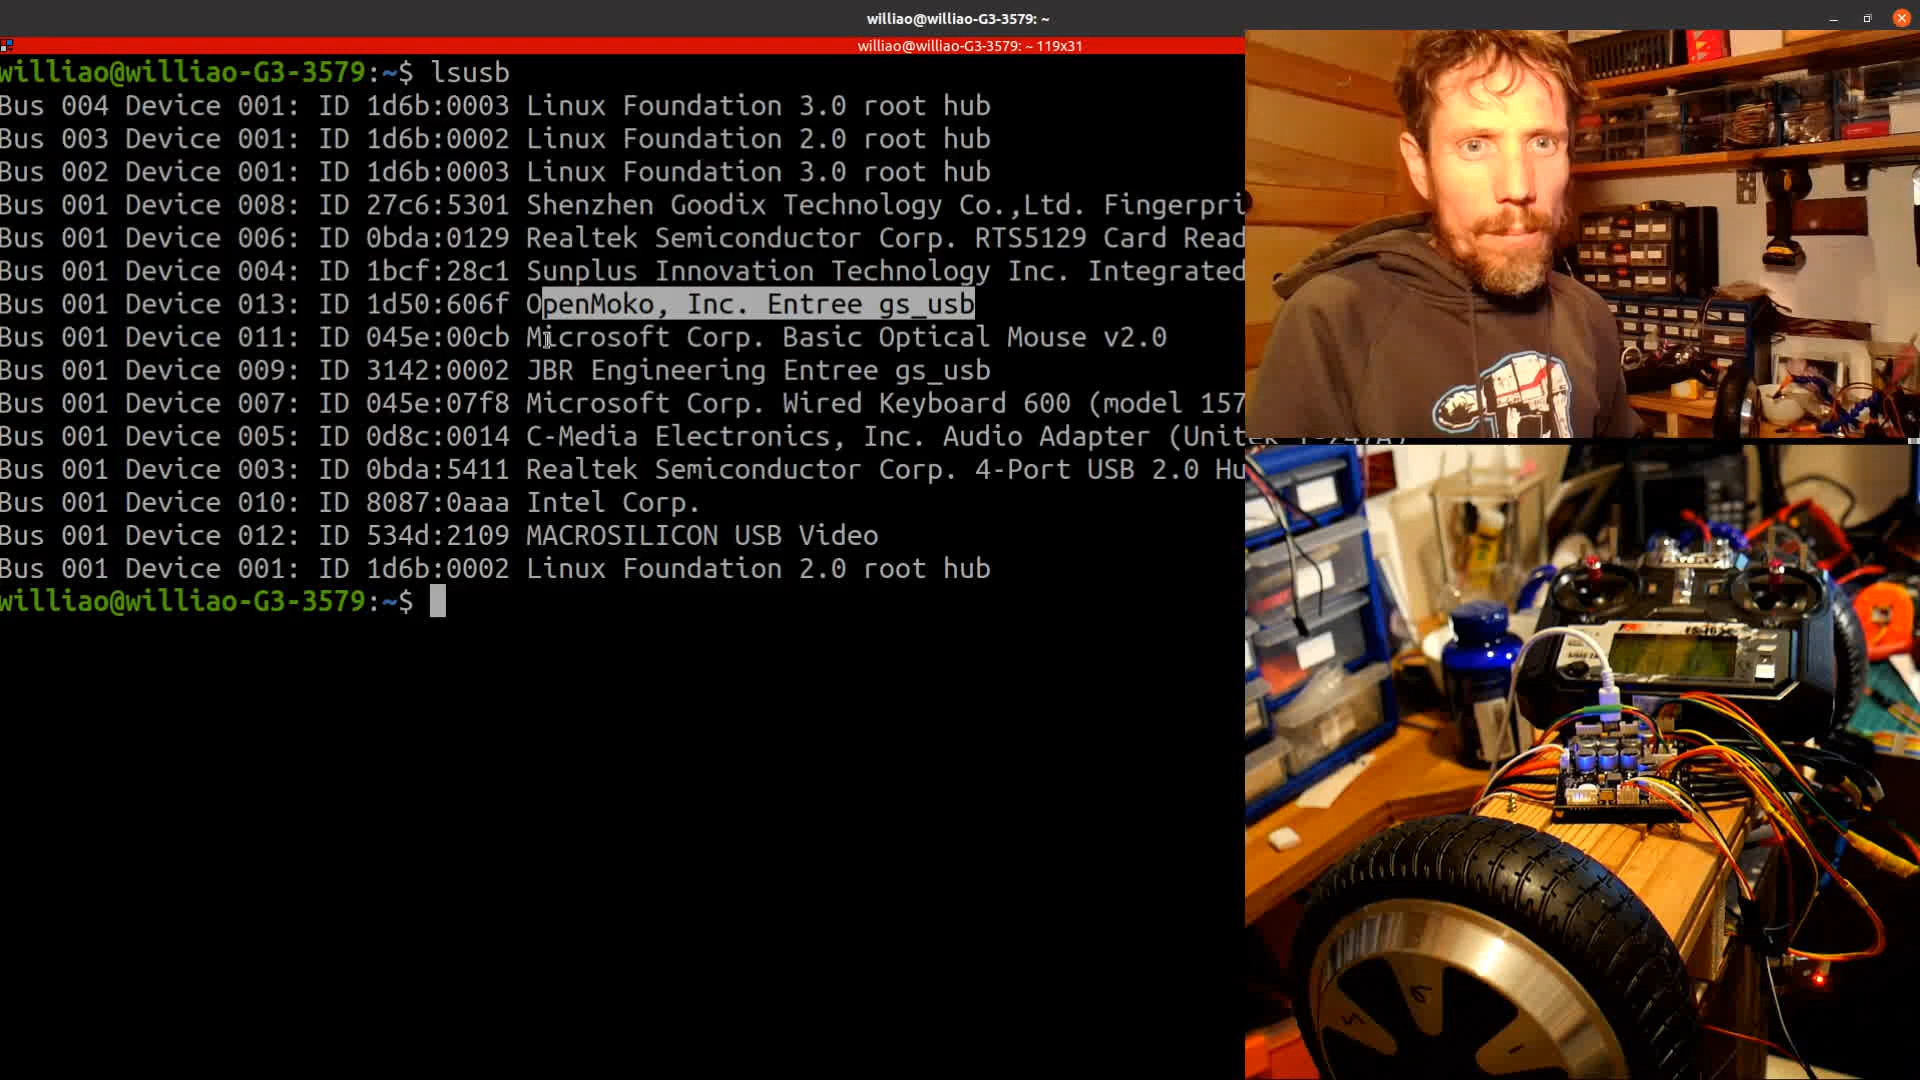 williao@williao-G3-3579: ~
williao@williao-G3-3579: ~ 119x31
williao@williao-G3-3579:~$ lsusb
Bus 004 Device 001: ID 1d6b:0003 Linux Foundation 3.0 root hub
Bus 003 Device 001: ID 1d6b:0002 Linux Foundation 2.0 root hub
Bus 002 Device 001: ID 1d6b:0003 Linux Foundation 3.0 root hub
Bus 001 Device 008: ID 27c6:5301 Shenzhen Goodix Technology Co.,Ltd. Fingerpri
Bus 001 Device 006: ID 0bda:0129 Realtek Semiconductor Corp. RTS5129 Card Read
Bus 001 Device 004: ID 1bcf:28c1 Sunplus Innovation Technology Inc. Integrated
Bus 001 Device 013: ID 1d50:606f OpenMoko, Inc. Entree gs_usb
Bus 001 Device 011: ID 045e:00cb Microsoft Corp. Basic Optical Mouse v2.0
Bus 001 Device 009: ID 3142:0002 JBR Engineering Entree gs_usb
Bus 001 Device 007: ID 045e:07f8 Microsoft Corp. Wired Keyboard 600 (model 157
Bus 001 Device 005: ID 0d8c:0014 C-Media Electronics, Inc. Audio Adapter (Unitek Y-247A)
Bus 001 Device 003: ID 0bda:5411 Realtek Semiconductor Corp. 4-Port USB 2.0 Hu
Bus 001 Device 010: ID 8087:0aaa Intel Corp.
Bus 001 Device 012: ID 534d:2109 MACROSILICON USB Video
Bus 001 Device 001: ID 1d6b:0002 Linux Foundation 2.0 root hub
williao@williao-G3-3579:~$